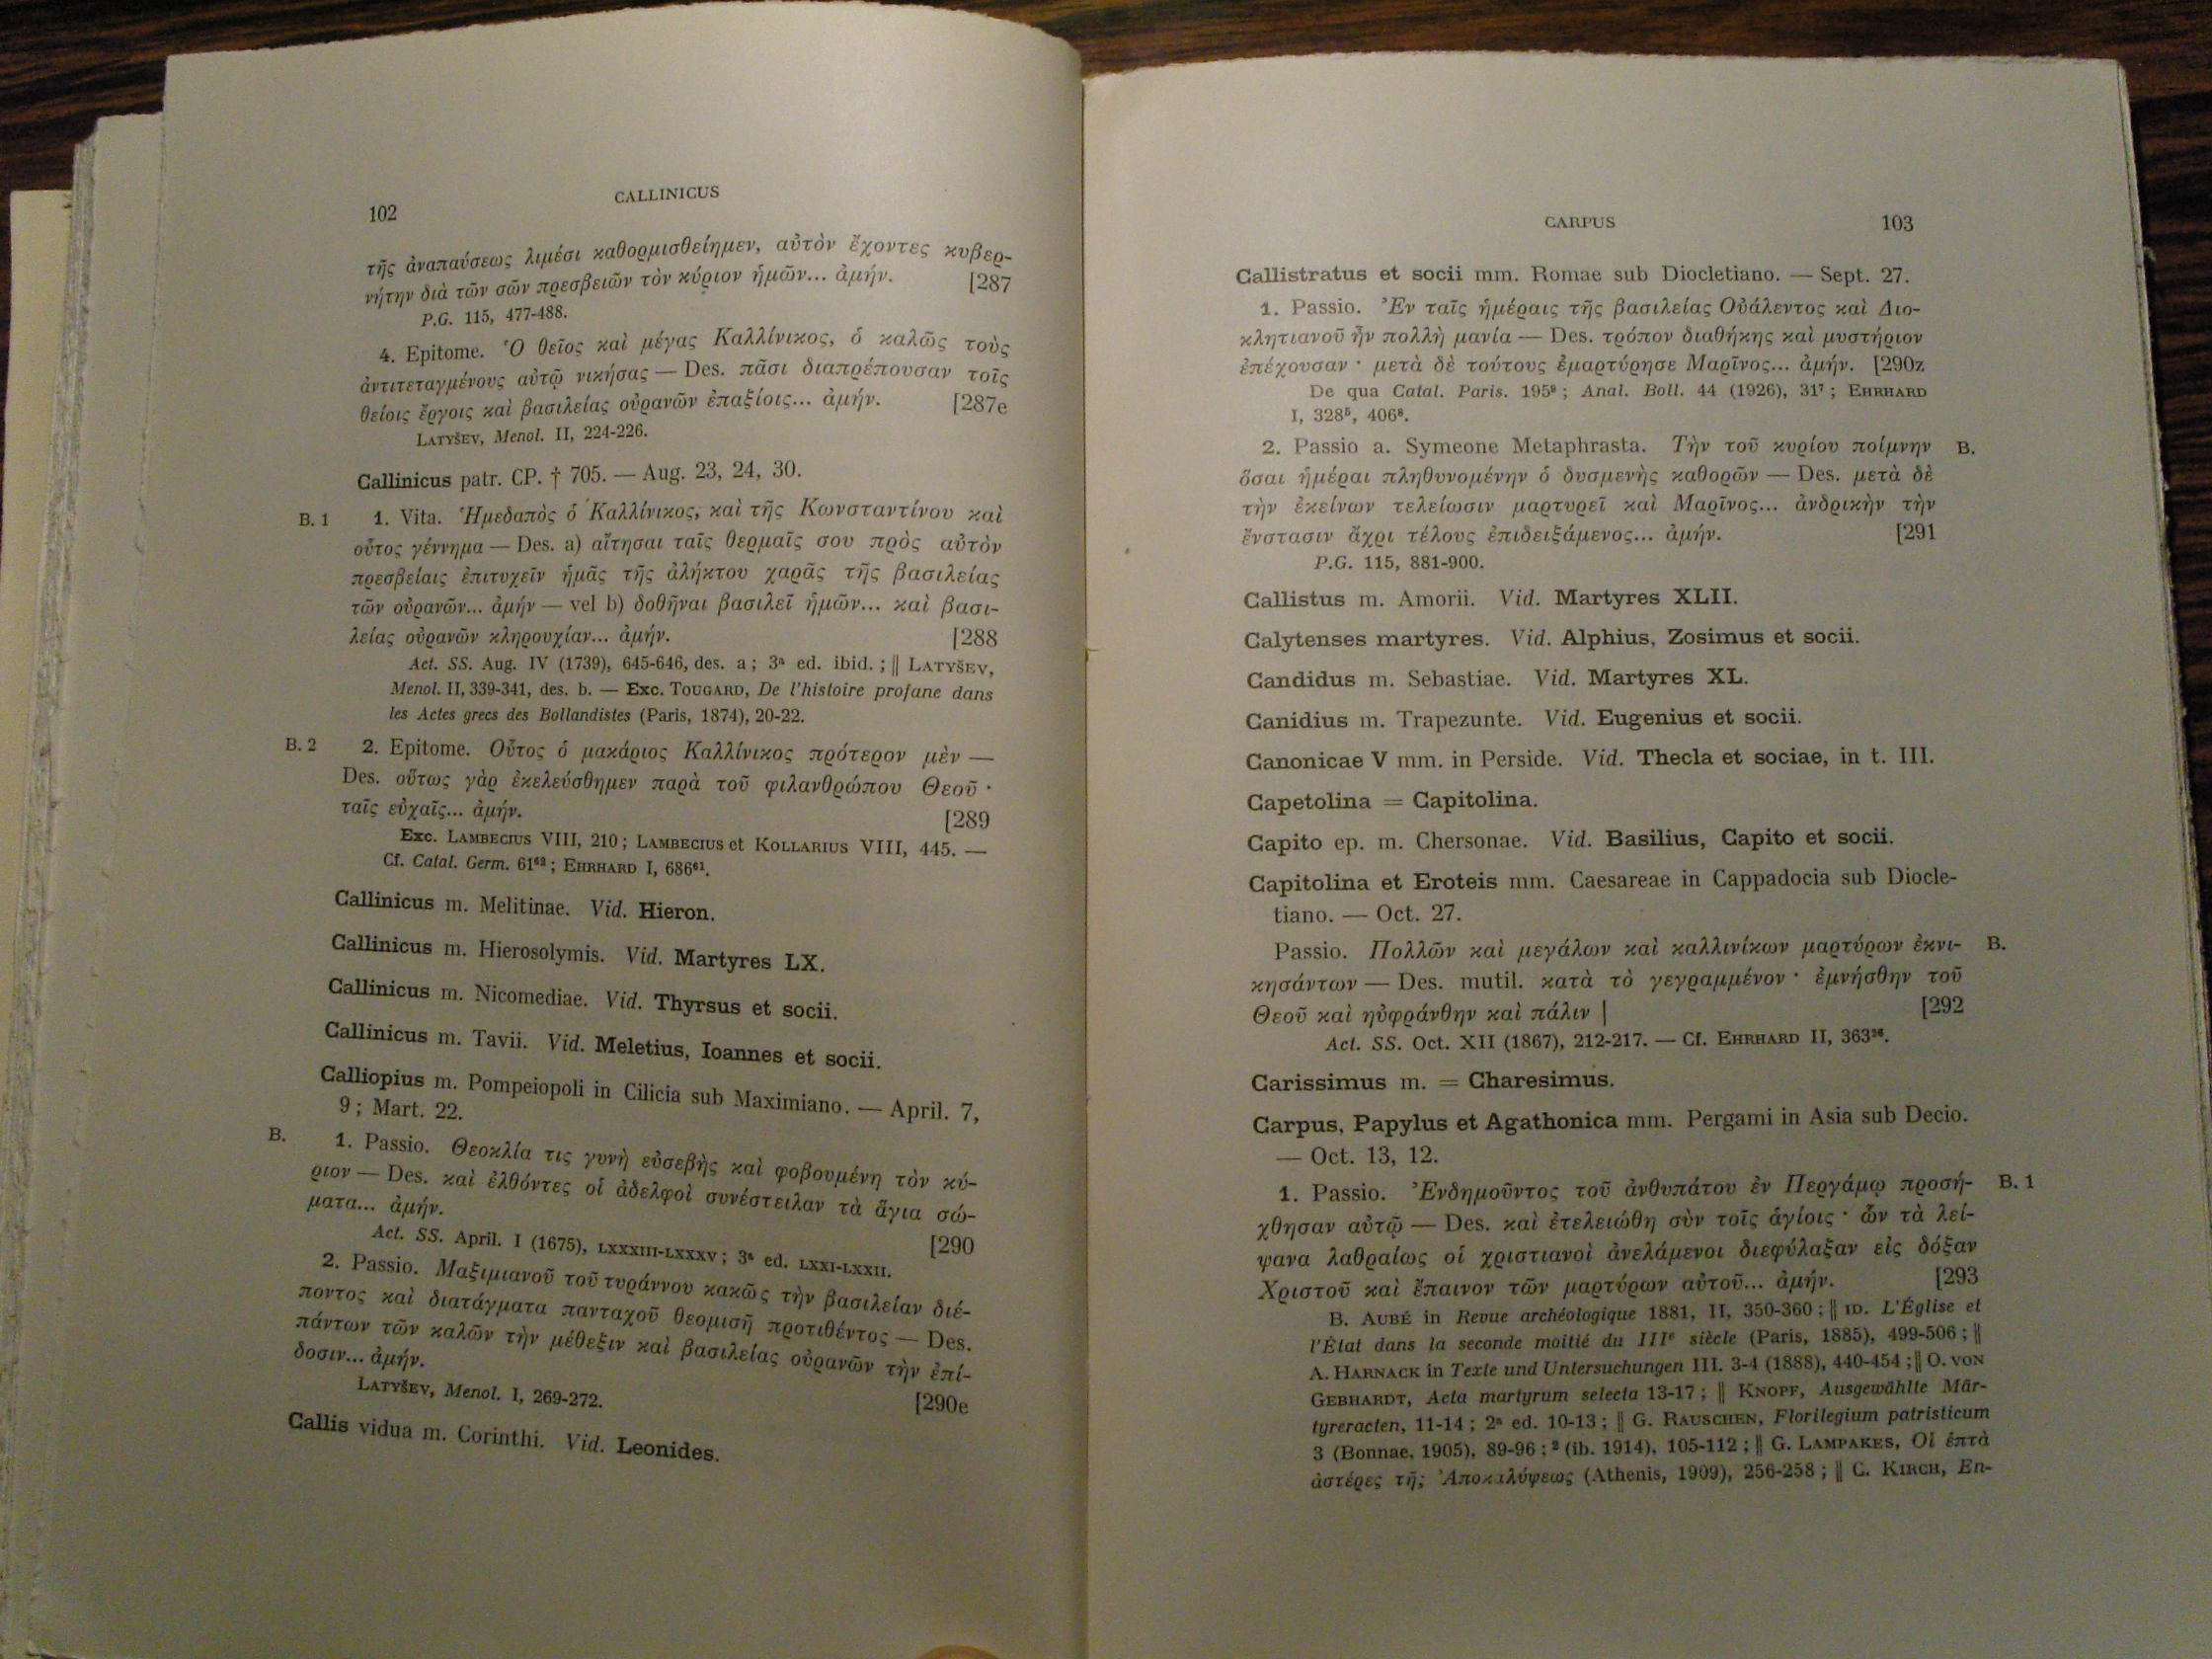 102
CALLINICUS
τῆς ἀναπαύσεως λιμέσι καθορμισθείημεν, αὐτὸν ἔχοντες κυβερ-
νήτην διὰ τῶν σῶν πρεσβειῶν τὸν κύριον ἡμῶν... ἀμήν. [287
P.G. 115, 477-488.
4. Epitome. Ὁ θεῖος καὶ μέγας Καλλίνικος, ὁ καλῶς τοὺς
ἀντιτεταγμένους αὐτῷ νικήσας — Des. πᾶσι διαπρέπουσαν τοῖς
θείοις ἔργοις καὶ βασιλείας οὐρανῶν ἐπαξίοις... ἀμήν. [287e
LATYŠEV, Menol. II, 224-226.
Callinicus patr. CP. † 705. — Aug. 23, 24, 30.
B. 1 1. Vita. Ἡμεδαπὸς ὁ Καλλίνικος, καὶ τῆς Κωνσταντίνου καὶ
οὗτος γέννημα — Des. a) αἴτησαι ταῖς θερμαῖς σου πρὸς αὐτὸν
πρεσβείαις ἐπιτυχεῖν ἡμᾶς τῆς ἀλήκτου χαρᾶς τῆς βασιλείας
τῶν οὐρανῶν... ἀμήν — vel b) δοθῆναι βασιλεῖ ἡμῶν... καὶ βασι-
λείας οὐρανῶν κληρουχίαν... ἀμήν. [288
Act. SS. Aug. IV (1739), 645-646, des. a; 3ª ed. ibid. ; || LATYŠEV,
Menol. II, 339-341, des. b. — Exc. TOUGARD, De l'histoire profane dans
les Actes grecs des Bollandistes (Paris, 1874), 20-22.
B. 2 2. Epitome. Οὗτος ὁ μακάριος Καλλίνικος πρότερον μὲν —
Des. οὕτως γὰρ ἐκελεύσθημεν παρὰ τοῦ φιλανθρώπου Θεοῦ ·
ταῖς εὐχαῖς... ἀμήν. [289
Exc. LAMBECIUS VIII, 210 ; LAMBECIUS et KOLLARIUS VIII, 445. —
Cf. Catal. Germ. 61⁶² ; EHRHARD I, 686⁶¹.
Callinicus m. Melitinae. Vid. Hieron.
Callinicus m. Hierosolymis. Vid. Martyres LX.
Callinicus m. Nicomediae. Vid. Thyrsus et socii.
Callinicus m. Tavii. Vid. Meletius, Ioannes et socii.
Calliopius m. Pompeiopoli in Cilicia sub Maximiano. — April. 7,
9 ; Mart. 22.
B. 1. Passio. Θεοκλία τις γυνὴ εὐσεβὴς καὶ φοβουμένη τὸν κύ-
ριον — Des. καὶ ἐλθόντες οἱ ἀδελφοὶ συνέστειλαν τὰ ἅγια σώ-
ματα... ἀμήν. [290
Act. SS. April. I (1675), LXXXIII-LXXXV ; 3ª ed. LXXI-LXXII.
2. Passio. Μαξιμιανοῦ τοῦ τυράννου κακῶς τὴν βασιλείαν διέ-
ποντος καὶ διατάγματα πανταχοῦ θεομισῆ προτιθέντος — Des.
πάντων τῶν καλῶν τὴν μέθεξιν καὶ βασιλείας οὐρανῶν τὴν ἐπί-
δοσιν... ἀμήν. [290e
LATYŠEV, Menol. I, 269-272.
Callis vidua m. Corinthi. Vid. Leonides.
CARPUS
103
Callistratus et socii mm. Romae sub Diocletiano. — Sept. 27.
1. Passio. Ἐν ταῖς ἡμέραις τῆς βασιλείας Οὐάλεντος καὶ Διο-
κλητιανοῦ ἦν πολλὴ μανία — Des. τρόπον διαθήκης καὶ μυστήριον
ἐπέχουσαν · μετὰ δὲ τούτους ἐμαρτύρησε Μαρῖνος... ἀμήν. [290z
De qua Catal. Paris. 195⁹ ; Anal. Boll. 44 (1926), 31⁷ ; EHRHARD
I, 328⁵, 406⁸.
2. Passio a. Symeone Metaphrasta. Τὴν τοῦ κυρίου ποίμνην B.
ὅσαι ἡμέραι πληθυνομένην ὁ δυσμενὴς καθορῶν — Des. μετὰ δὲ
τὴν ἐκείνων τελείωσιν μαρτυρεῖ καὶ Μαρῖνος... ἀνδρικὴν τὴν
ἔνστασιν ἄχρι τέλους ἐπιδειξάμενος... ἀμήν. [291
P.G. 115, 881-900.
Callistus m. Amorii. Vid. Martyres XLII.
Calytenses martyres. Vid. Alphius, Zosimus et socii.
Candidus m. Sebastiae. Vid. Martyres XL.
Canidius m. Trapezunte. Vid. Eugenius et socii.
Canonicae V mm. in Perside. Vid. Thecla et sociae, in t. III.
Capetolina = Capitolina.
Capito ep. m. Chersonae. Vid. Basilius, Capito et socii.
Capitolina et Eroteis mm. Caesareae in Cappadocia sub Diocle-
tiano. — Oct. 27.
Passio. Πολλῶν καὶ μεγάλων καὶ καλλινίκων μαρτύρων ἐκνι- B.
κησάντων — Des. mutil. κατὰ τὸ γεγραμμένον · ἐμνήσθην τοῦ
Θεοῦ καὶ ηὐφράνθην καὶ πάλιν | [292
Act. SS. Oct. XII (1867), 212-217. — Cf. EHRHARD II, 363²⁶.
Carissimus m. = Charesimus.
Carpus, Papylus et Agathonica mm. Pergami in Asia sub Decio.
— Oct. 13, 12.
1. Passio. Ἐνδημοῦντος τοῦ ἀνθυπάτου ἐν Περγάμῳ προσή- B. 1
χθησαν αὐτῷ — Des. καὶ ἐτελειώθη σὺν τοῖς ἁγίοις · ὧν τὰ λεί-
ψανα λαθραίως οἱ χριστιανοὶ ἀνελάμενοι διεφύλαξαν εἰς δόξαν
Χριστοῦ καὶ ἔπαινον τῶν μαρτύρων αὐτοῦ... ἀμήν. [293
B. AUBÉ in Revue archéologique 1881, II, 350-360 ; || ID. L'Église et
l'État dans la seconde moitié du IIIᵉ siècle (Paris, 1885), 499-506 ; ||
A. HARNACK in Texte und Untersuchungen III. 3-4 (1888), 440-454 ; || O. VON
GEBHARDT, Acta martyrum selecta 13-17 ; || KNOPF, Ausgewählte Mär-
tyreracten, 11-14 ; 2ª ed. 10-13 ; || G. RAUSCHEN, Florilegium patristicum
3 (Bonnae, 1905), 89-96 ; ² (ib. 1914), 105-112 ; || G. LAMPAKES, Οἱ ἑπτὰ
ἀστέρες τῆς Ἀποκαλύψεως (Athenis, 1909), 256-258 ; || C. KIRCH, En-